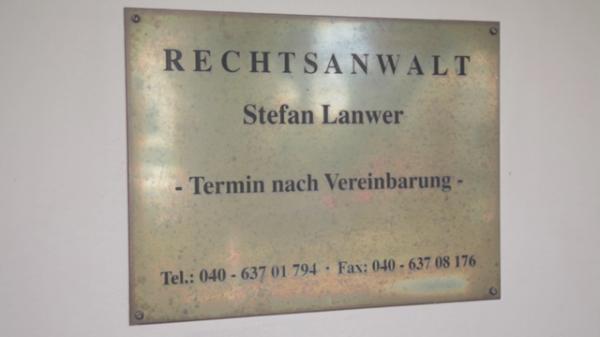 RECHTSANWALT
Stefan Lanwer
- Termin nach Vereinbarung -
Tel.: 040 - 637 01 794 · Fax: 040 - 637 08 176